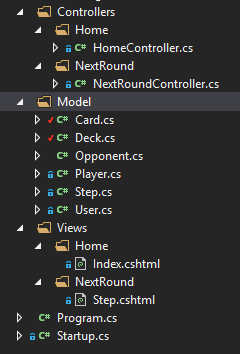 Controllers
Home
C# HomeController.cs
NextRound
C# NextRoundController.cs
Model
C# Card.cs
C# Deck.cs
C# Opponent.cs
C# Player.cs
C# Step.cs
C# User.cs
Views
Home
Index.cshtml
NextRound
Step.cshtml
C# Program.cs
C# Startup.cs